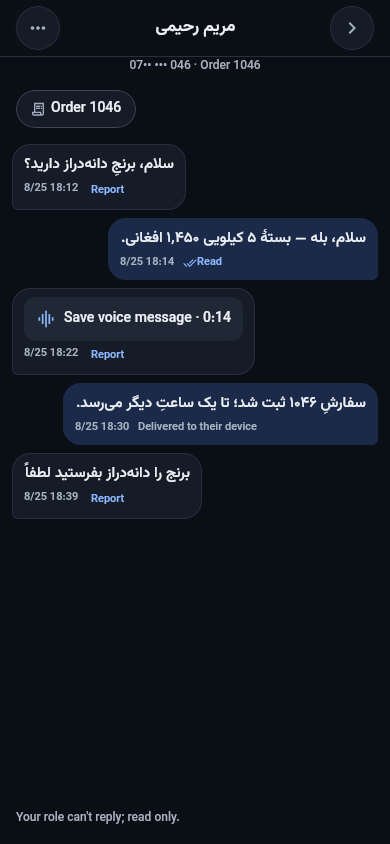 مریم رحیمی
07•• ••• 046 · Order 1046
Order 1046
سلام، برنجِ دانه‌دراز دارید؟
8/25 18:12 Report
سلام، بله — بستهٔ ۵ کیلویی ۱,۴۵۰ افغانی.
8/25 18:14 Read
Save voice message · 0:14
8/25 18:22 Report
سفارشِ ۱۰۴۶ ثبت شد؛ تا یک ساعتِ دیگر می‌رسد.
8/25 18:30 Delivered to their device
برنج را دانه‌دراز بفرستید لطفاً
8/25 18:39 Report
Your role can't reply; read only.